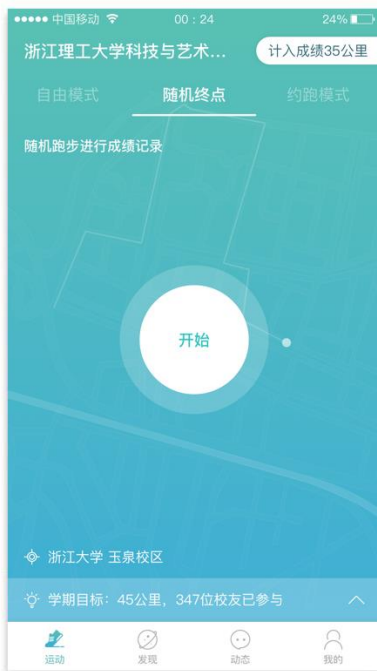 中国移动 00：24 24%
浙江理工大学科技与艺术... 计入成绩35公里
自由模式 随机终点 约跑模式
随机跑步进行成绩记录
开始
浙江大学 玉泉校区
学期目标：45公里，347位校友已参与
运动 发现 动态 我的